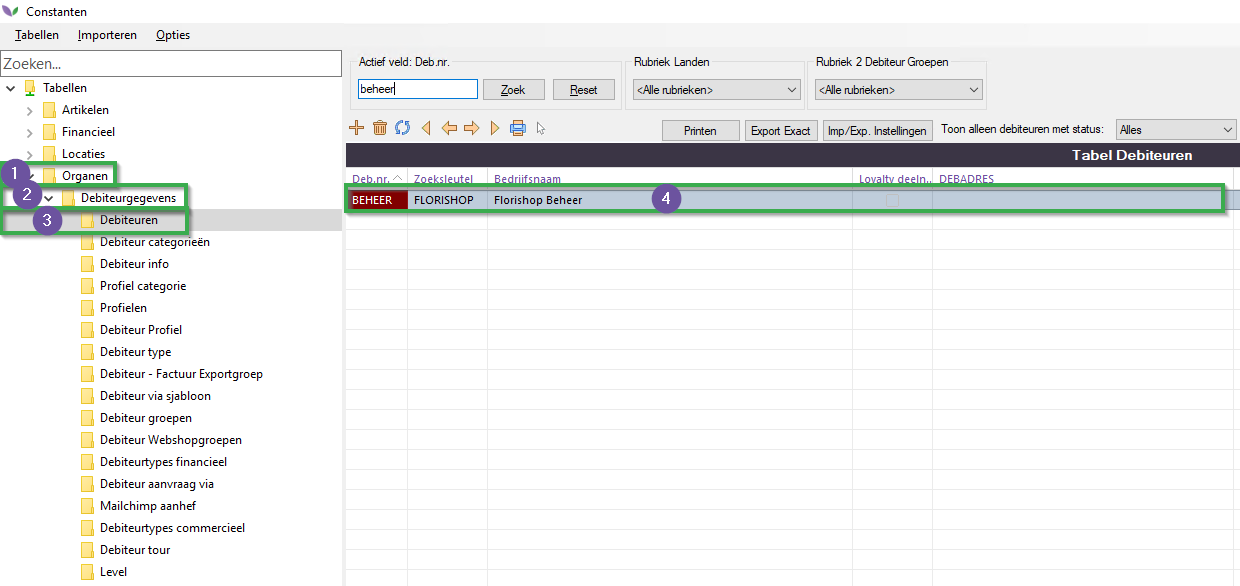 Constanten
Tabellen Importeren Opties
Zoeken...
Tabellen
Artikelen
Financieel
Locaties
1 Organen
2 Debiteurgegevens
3 Debiteuren
Debiteur categorieën
Debiteur info
Profiel categorie
Profielen
Debiteur Profiel
Debiteur type
Debiteur - Factuur Exportgroep
Debiteur via sjabloon
Debiteur groepen
Debiteur Webshopgroepen
Debiteurtypes financieel
Debiteur aanvraag via
Mailchimp aanhef
Debiteurtypes commercieel
Debiteur tour
Level
Actief veld: Deb.nr. Rubriek Landen Rubriek 2 Debiteur Groepen
beheer Zoek Reset <Alle rubrieken> <Alle rubrieken>
Printen Export Exact Imp/Exp. Instellingen Toon alleen debiteuren met status: Alles
Tabel Debiteuren
Deb.nr. Zoeksleutel Bedrijfsnaam Loyalty deeln.. DEBADRES
BEHEER FLORISHOP Florishop Beheer 4